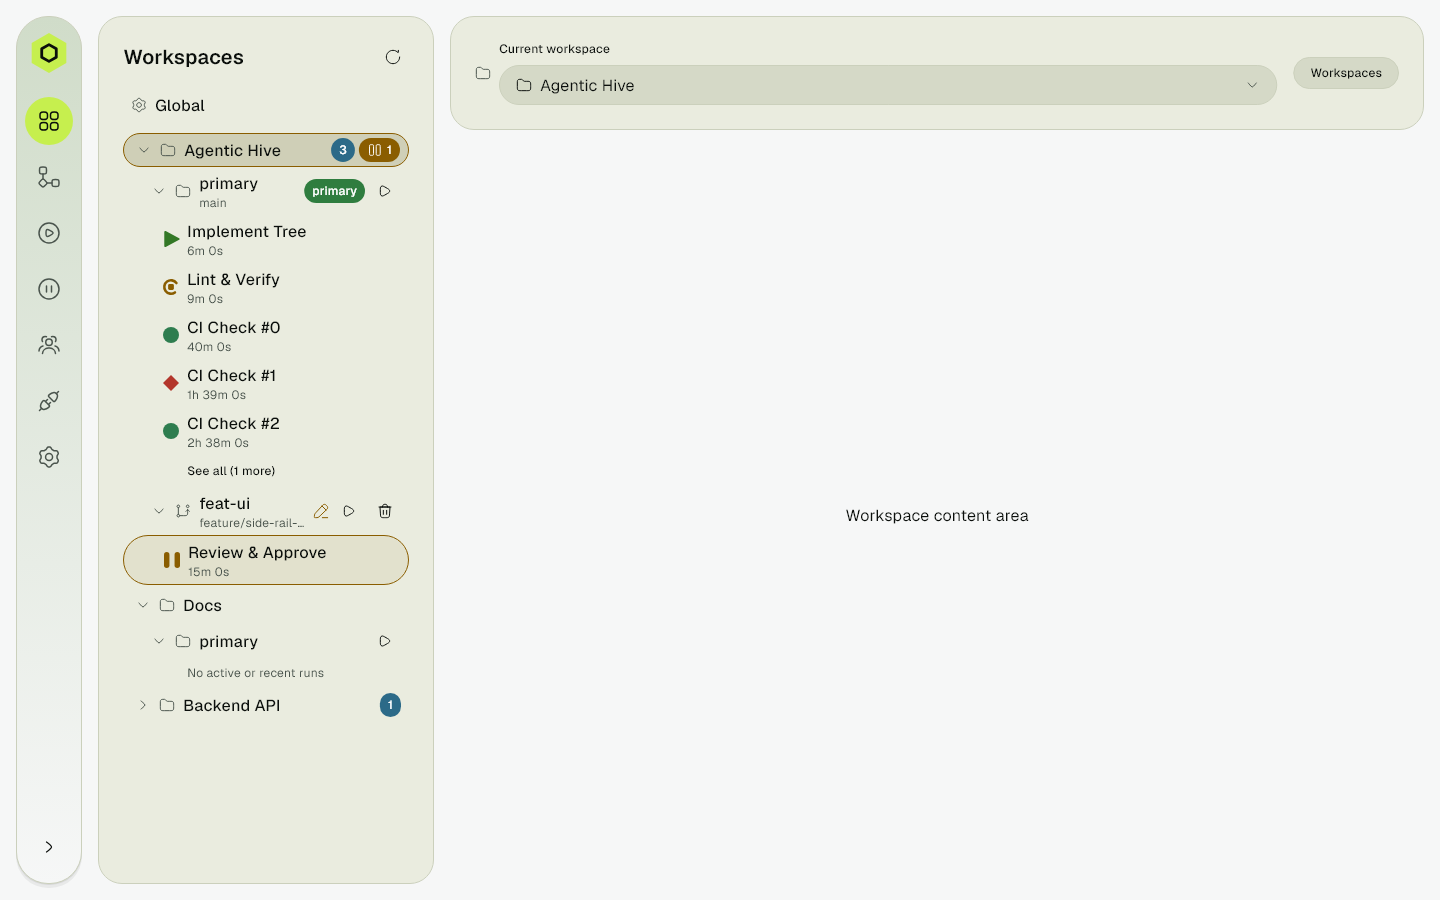 Workspaces
Global
Agentic Hive
3
1
primary
main
primary
Implement Tree
6m 0s
Lint & Verify
9m 0s
CI Check #0
40m 0s
CI Check #1
1h 39m 0s
CI Check #2
2h 38m 0s
See all (1 more)
feat-ui
feature/side-rail-...
Review & Approve
15m 0s
Docs
primary
No active or recent runs
Backend API
1
Current workspace
Agentic Hive
Workspaces
Workspace content area